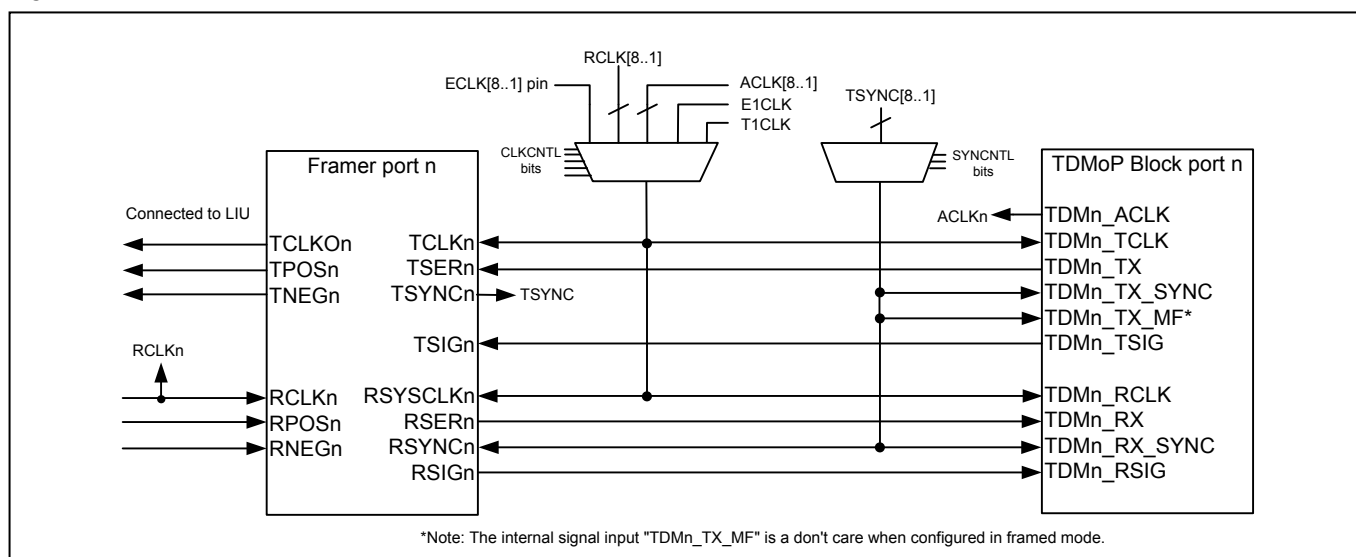 RCLK[8..1]
ECLK[8..1] pin
ACLK[8..1]
E1CLK
T1CLK
TSYNC[8..1]
CLKCNTL
bits
SYNCNTL
bits
Framer port n
TDMoP Block port n
Connected to LIU
ACLKn
TDMn_ACLK
TCLKOn
TCLKn
TDMn_TCLK
TPOSn
TSERn
TDMn_TX
TNEGn
TSYNCn
TSYNC
TDMn_TX_SYNC
TDMn_TX_MF*
TSIGn
TDMn_TSIG
RCLKn
RCLKn
RSYSCLKn
TDMn_RCLK
RPOSn
RSERn
TDMn_RX
RNEGn
RSYNCn
TDMn_RX_SYNC
RSIGn
TDMn_RSIG
*Note: The internal signal input "TDMn_TX_MF" is a don't care when configured in framed mode.